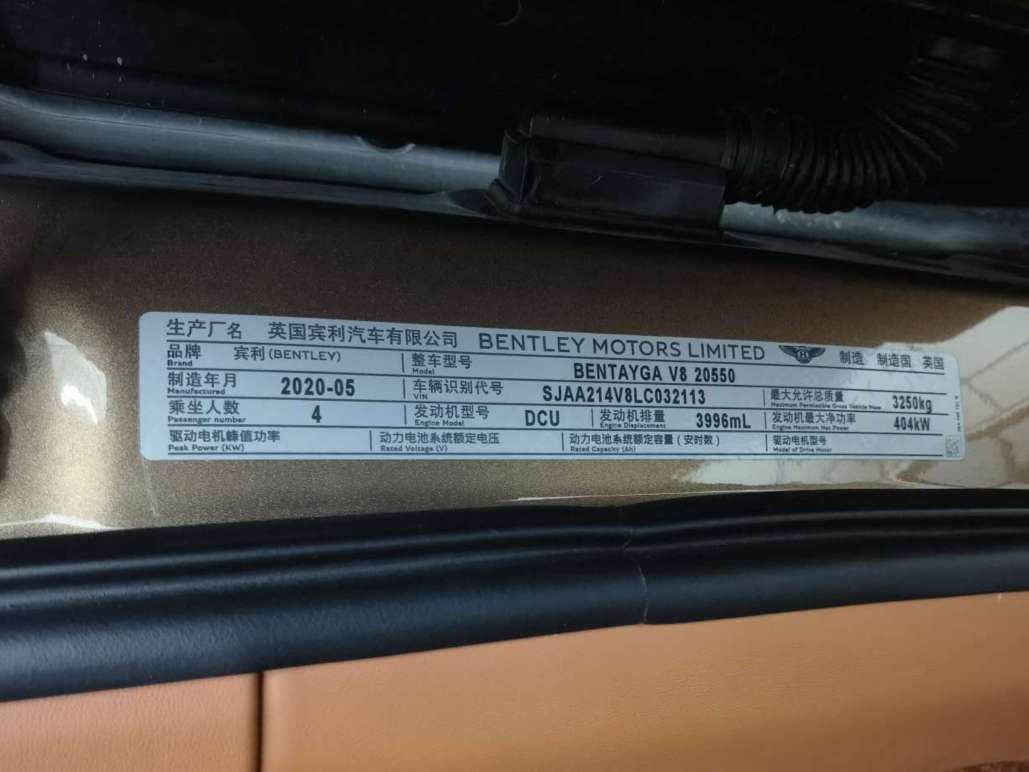 生产厂名 英国宾利汽车有限公司 BENTLEY MOTORS LIMITED B 制造 制造国 英国
品牌 宾利(BENTLEY) 整车型号 BENTAYGA V8 20550
Brand Model
制造年月 2020-05 车辆识别代号 SJAA214V8LC032113 最大允许总质量 3250kg
Manufactured VIN Maximum Permissible Gross Vehicle Mass
乘坐人数 4 发动机型号 DCU 发动机排量 3996mL 发动机最大净功率 404kW
Passenger number Engine Model Engine Displacement Engine Maximum Net Power
驱动电机峰值功率 动力电池系统额定电压 动力电池系统额定容量（安时数） 驱动电机型号
Peak Power (KW) Rated Voltage (V) Rated Capacity (Ah) Model of Drive Motor